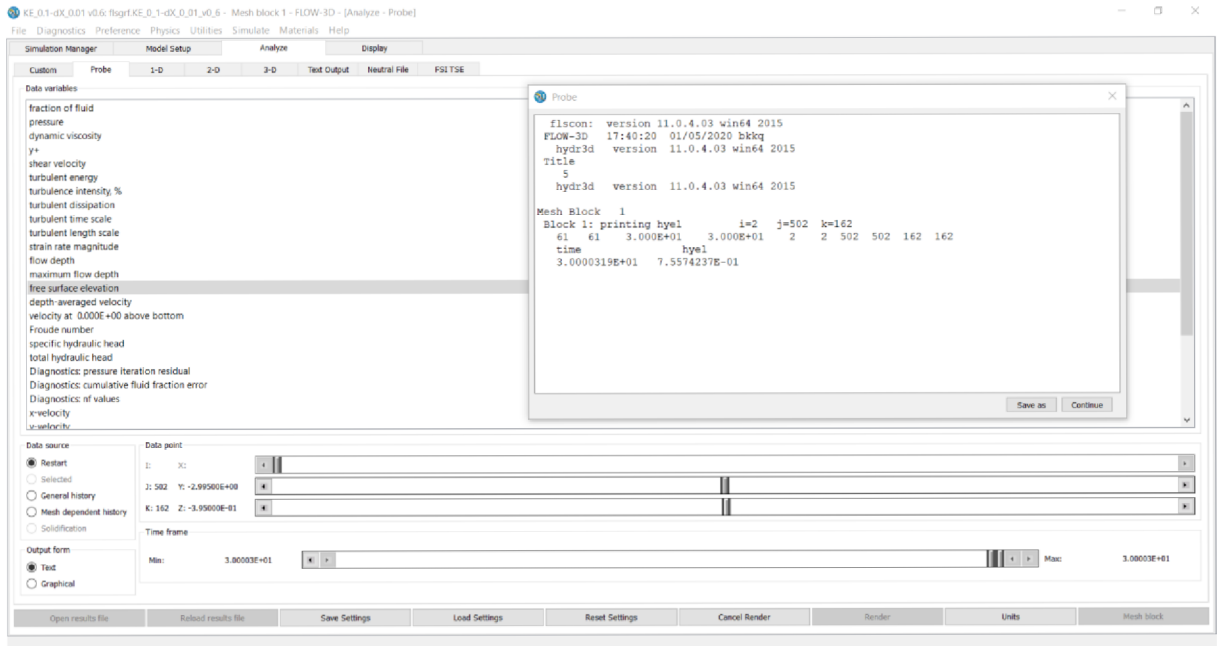 KE_0.1-dX_0.01 v0.6: flsgrf.KE_0_1-dX_0_01_v0_6 - Mesh block 1 - FLOW-3D - [Analyze - Probe]
File Diagnostics Preference Physics Utilities Simulate Materials Help
Simulation Manager Model Setup Analyze Display
Custom Probe 1-D 2-D 3-D Text Output Neutral File FSI TSE
Data variables
fraction of fluid
pressure
dynamic viscosity
y+
shear velocity
turbulent energy
turbulence intensity, %
turbulent dissipation
turbulent time scale
turbulent length scale
strain rate magnitude
flow depth
maximum flow depth
free surface elevation
depth-averaged velocity
velocity at 0.000E+00 above bottom
Froude number
specific hydraulic head
total hydraulic head
Diagnostics: pressure iteration residual
Diagnostics: cumulative fluid fraction error
Diagnostics: nf values
x-velocity
y-velocity
Probe
flscon: version 11.0.4.03 win64 2015
FLOW-3D 17:40:20 01/05/2020 bkkq
hydr3d version 11.0.4.03 win64 2015
Title
5
hydr3d version 11.0.4.03 win64 2015
Mesh Block 1
Block 1: printing hyel i=2 j=502 k=162
61 61 3.000E+01 3.000E+01 2 2 502 502 162 162
time hyel
3.0000319E+01 7.5574237E-01
Save as Continue
Data source
Restart
Selected
General history
Mesh dependent history
Solidification
Output form
Text
Graphical
Data point
I: X:
J: 502 Y: -2.99500E+00
K: 162 Z: -3.95000E-01
Time frame
Min: 3.00003E+01 Max: 3.00003E+01
Open results file Reload results file Save Settings Load Settings Reset Settings Cancel Render Render Units Mesh block